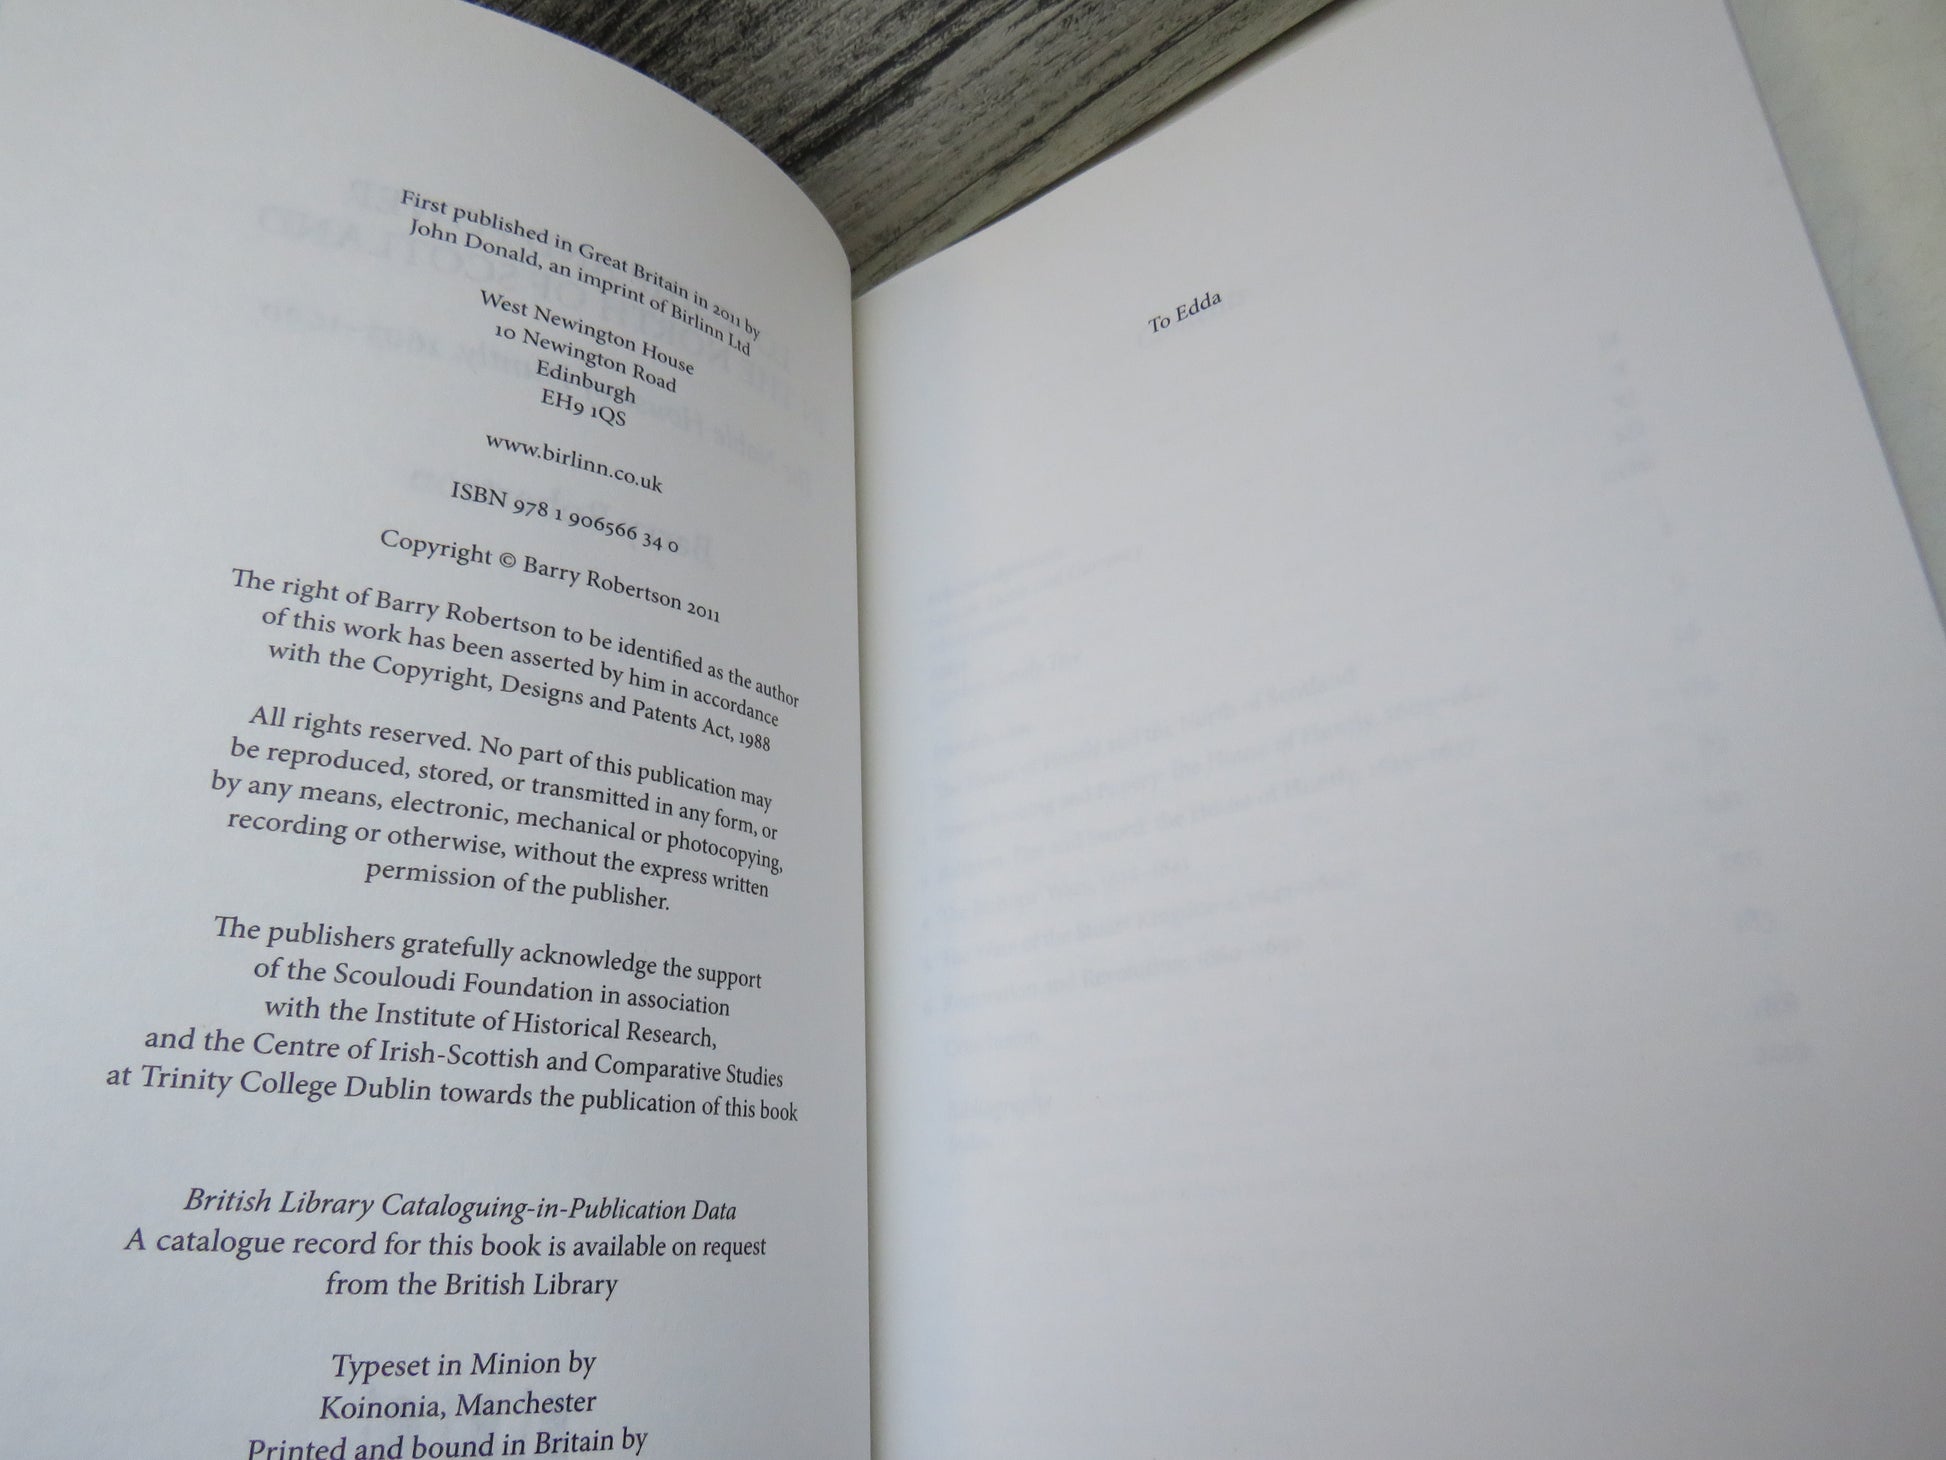 First published in Great Britain in 2011 by
John Donald, an imprint of Birlinn Ltd
West Newington House
10 Newington Road
Edinburgh
EH9 1QS
www.birlinn.co.uk
ISBN 978 1 906566 34 0
Copyright © Barry Robertson 2011
The right of Barry Robertson to be identified as the author
of this work has been asserted by him in accordance
with the Copyright, Designs and Patents Act, 1988
All rights reserved. No part of this publication may
be reproduced, stored, or transmitted in any form, or
by any means, electronic, mechanical or photocopying,
recording or otherwise, without the express written
permission of the publisher.
The publishers gratefully acknowledge the support
of the Scouloudi Foundation in association
with the Institute of Historical Research,
and the Centre of Irish-Scottish and Comparative Studies
at Trinity College Dublin towards the publication of this book
British Library Cataloguing-in-Publication Data
A catalogue record for this book is available on request
from the British Library
Typeset in Minion by
Koinonia, Manchester
Printed and bound in Britain by
To Edda